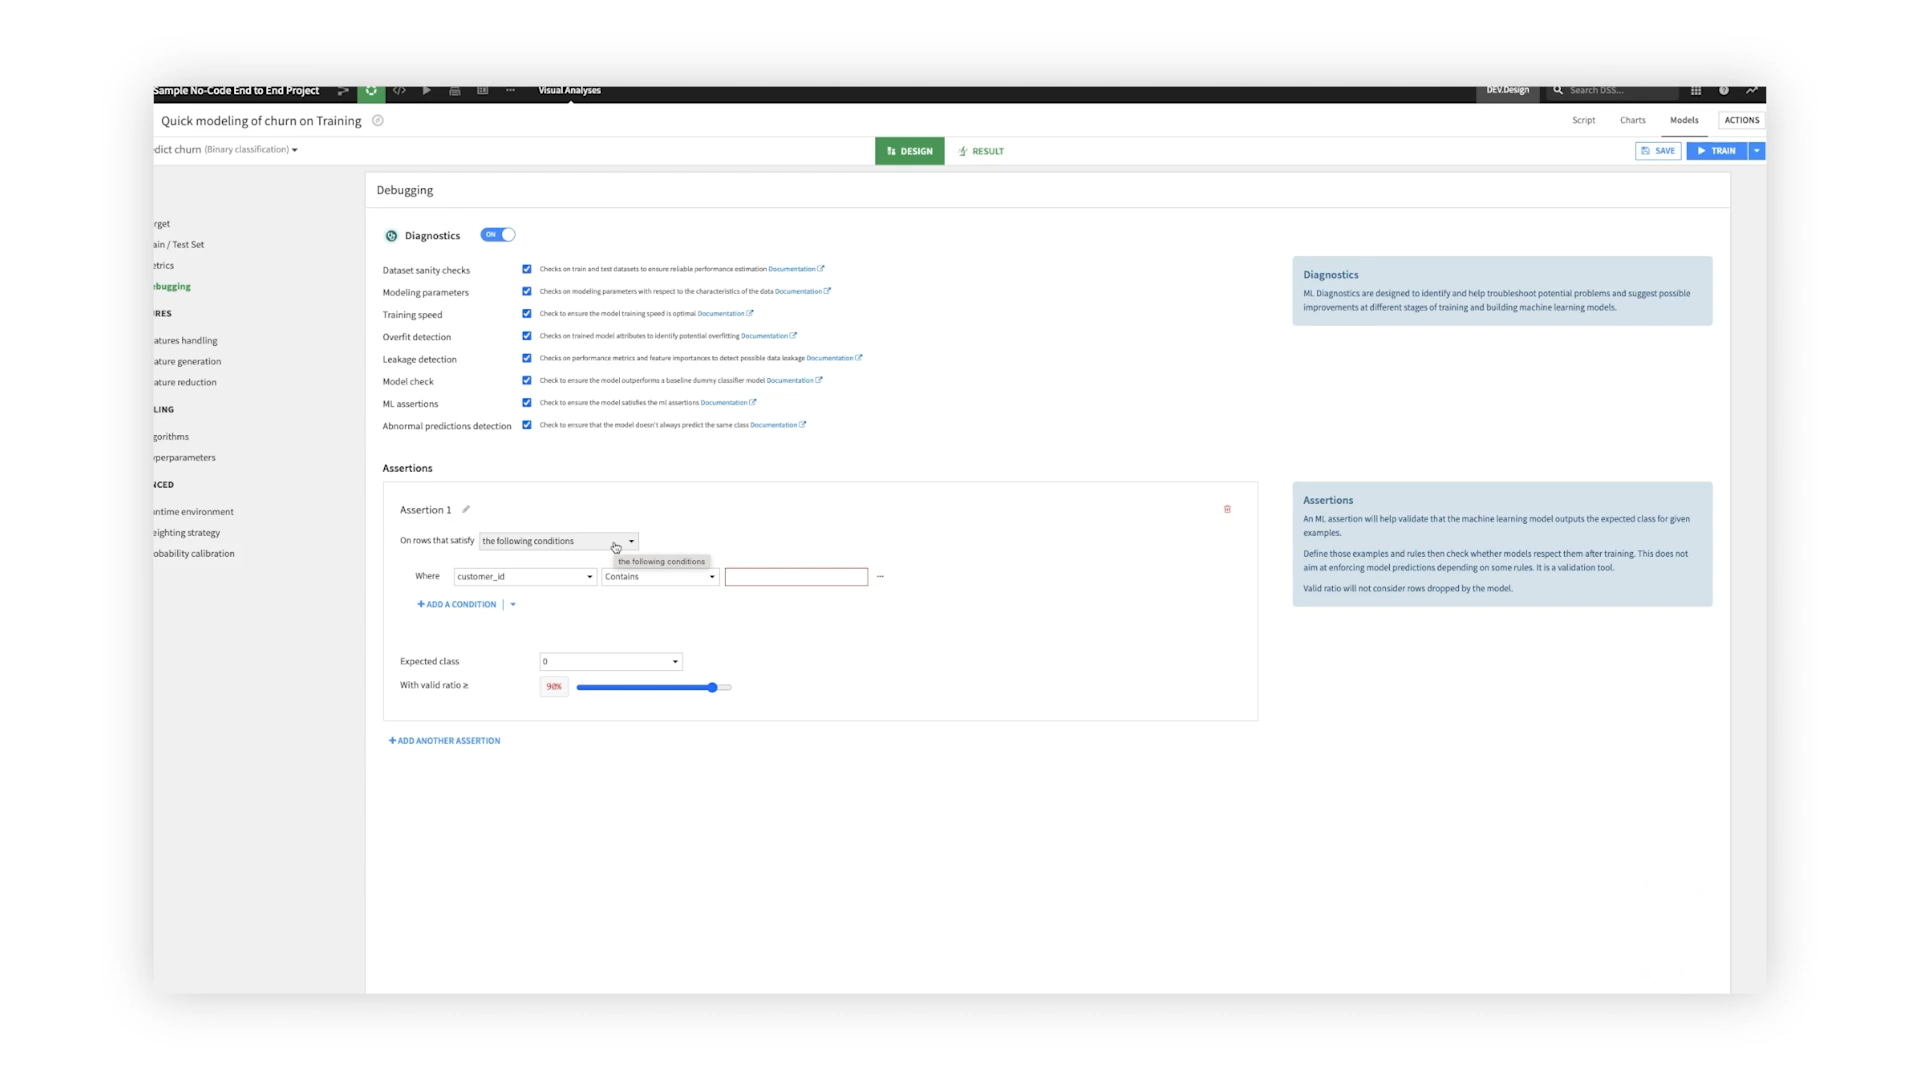 Sample No-Code End to End Project Visual Analyses DEV.Design Search DSS...
Quick modeling of churn on Training Script Charts Models ACTIONS
dict churn (Binary classification) DESIGN RESULT SAVE TRAIN
Debugging
rget
ain / Test Set
etrics
ebugging
RES
atures handling
ature generation
ature reduction
LING
gorithms
yperparameters
NCED
ntime environment
eighting strategy
obability calibration
Diagnostics ON
Dataset sanity checks Checks on train and test datasets to ensure reliable performance estimation Documentation
Modeling parameters Checks on modeling parameters with respect to the characteristics of the data Documentation
Training speed Check to ensure the model training speed is optimal Documentation
Overfit detection Checks on trained model attributes to identify potential overfitting Documentation
Leakage detection Checks on performance metrics and feature importances to detect possible data leakage Documentation
Model check Check to ensure the model outperforms a baseline dummy classifier model Documentation
ML assertions Check to ensure the model satisfies the ml assertions Documentation
Abnormal predictions detection Check to ensure that the model doesn't always predict the same class Documentation
Diagnostics
ML Diagnostics are designed to identify and help troubleshoot potential problems and suggest possible
improvements at different stages of training and building machine learning models.
Assertions
Assertion 1
On rows that satisfy the following conditions
the following conditions
Where customer_id Contains
+ ADD A CONDITION
Expected class 0
With valid ratio ≥ 90%
+ ADD ANOTHER ASSERTION
Assertions
An ML assertion will help validate that the machine learning model outputs the expected class for given
examples.
Define those examples and rules then check whether models respect them after training. This does not
aim at enforcing model predictions depending on some rules. It is a validation tool.
Valid ratio will not consider rows dropped by the model.